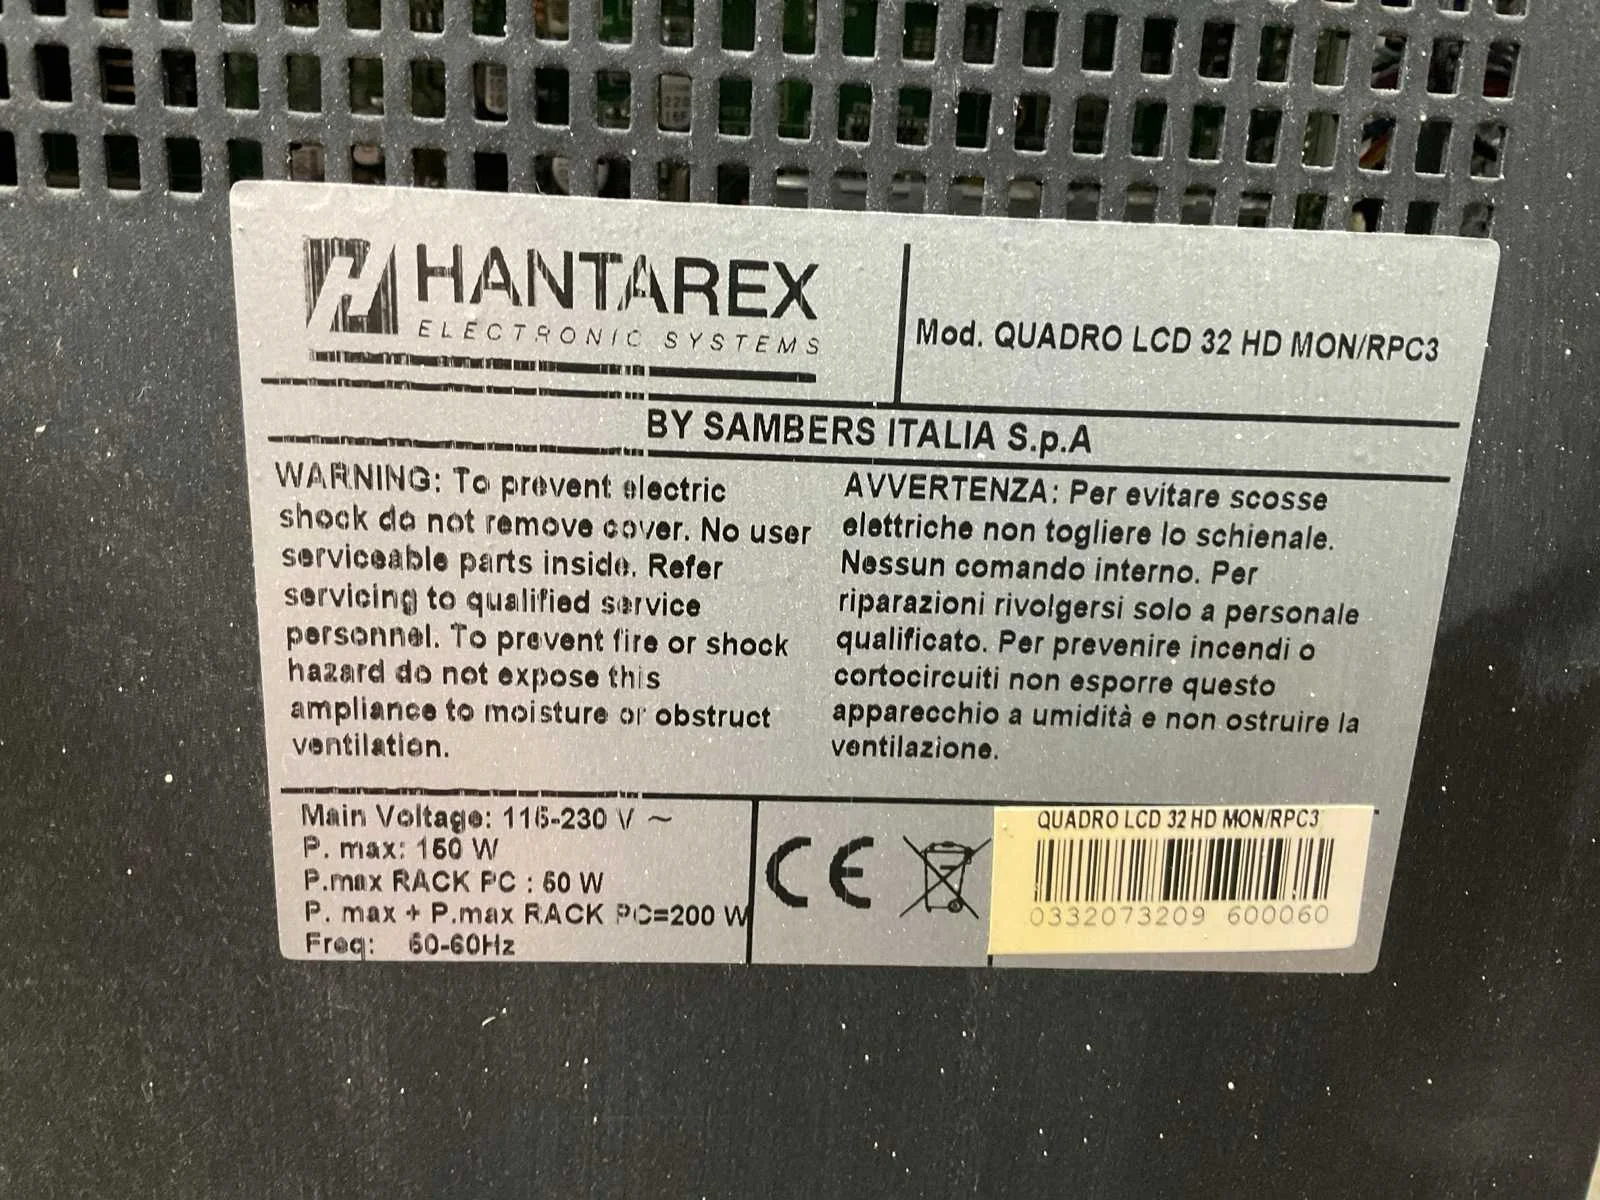 HANTAREX
ELECTRONIC SYSTEMS
Mod. QUADRO LCD 32 HD MON/RPC3
BY SAMBERS ITALIA S.p.A
WARNING: To prevent electric
shock do not remove cover. No user
serviceable parts inside. Refer
servicing to qualified service
personnel. To prevent fire or shock
hazard do not expose this
ampliance to moisture or obstruct
ventilation.
AVVERTENZA: Per evitare scosse
elettriche non togliere lo schienale.
Nessun comando interno. Per
riparazioni rivolgersi solo a personale
qualificato. Per prevenire incendi o
cortocircuiti non esporre questo
apparecchio a umidità e non ostruire la
ventilazione.
Main Voltage: 115-230 V ~
P. max: 150 W
P.max RACK PC : 50 W
P. max + P.max RACK PC=200 W
Freq: 50-60Hz
CE
QUADRO LCD 32 HD MON/RPC3
0332073209 600060